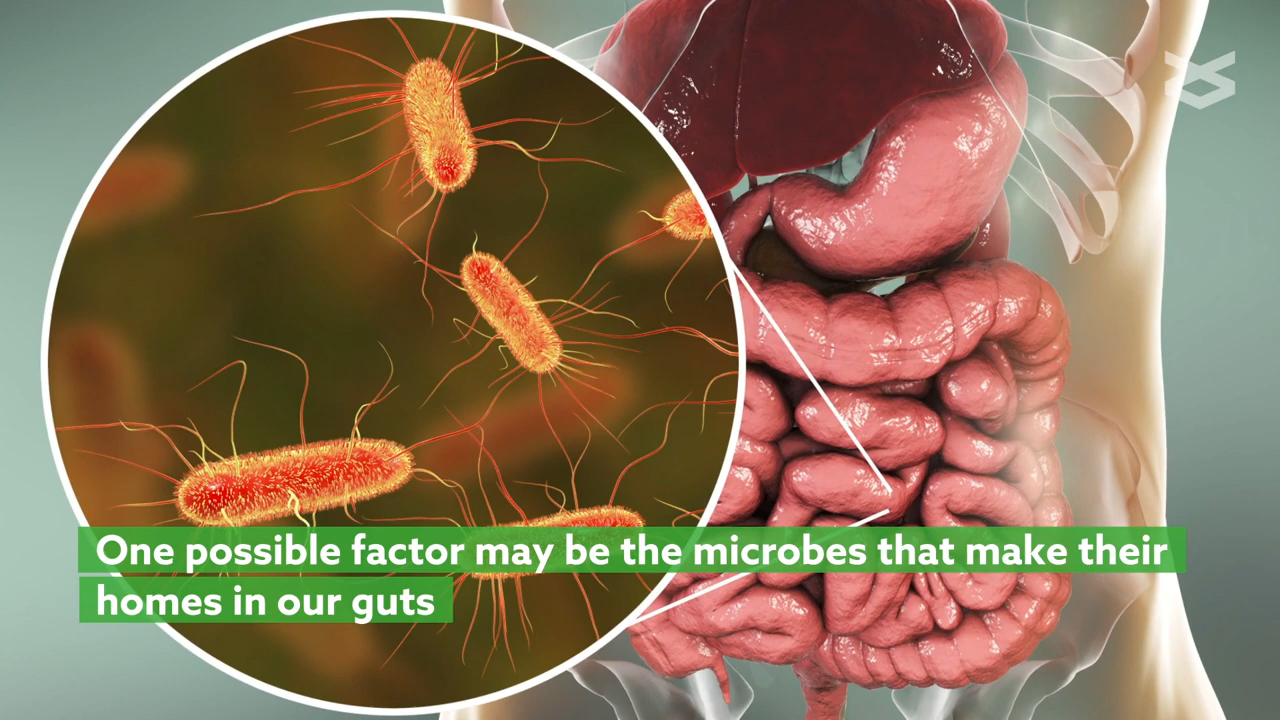 One possible factor may be the microbes that make their
homes in our guts